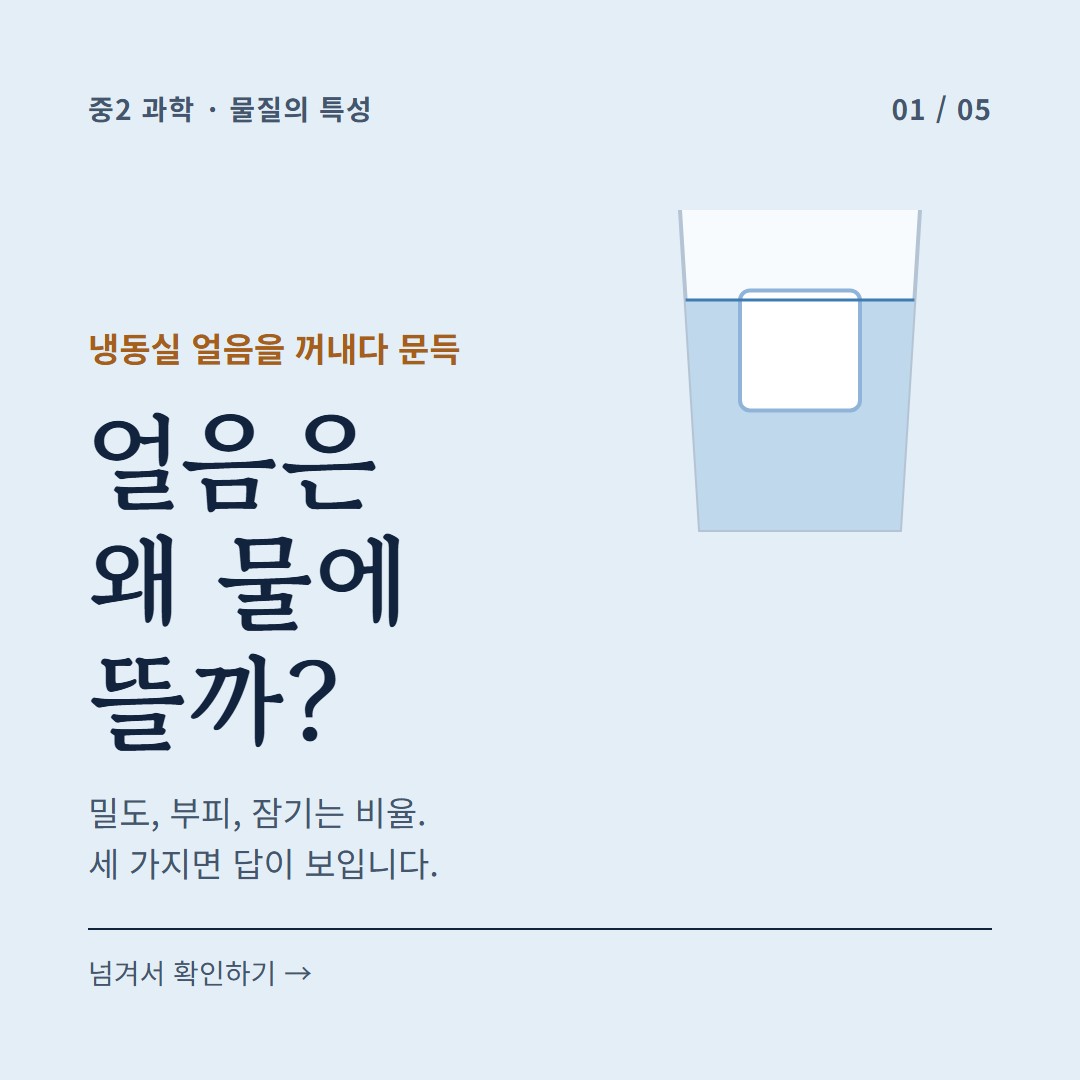 중2 과학 · 물질의 특성
01 / 05
냉동실 얼음을 꺼내다 문득
얼음은
왜 물에
뜰까?
밀도, 부피, 잠기는 비율.
세 가지면 답이 보입니다.
넘겨서 확인하기 →